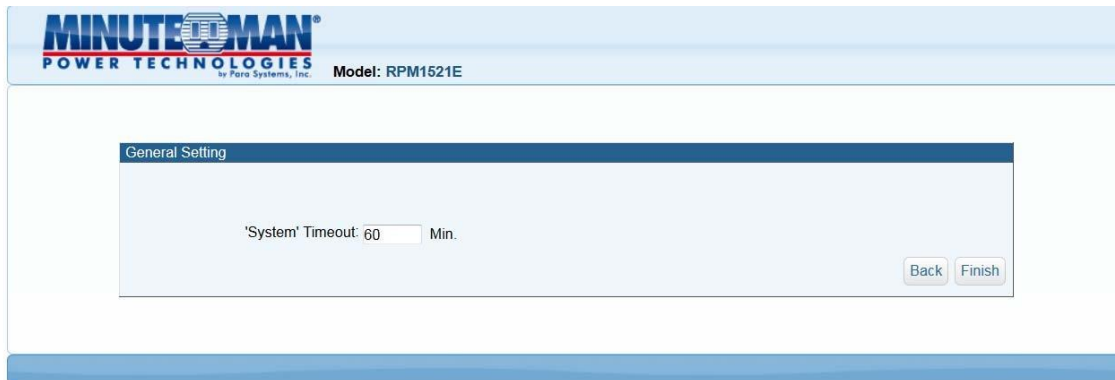 MINUTEMAN®
POWER TECHNOLOGIES
by Para Systems, Inc.
Model: RPM1521E
General Setting
'System' Timeout: 60 Min.
Back Finish